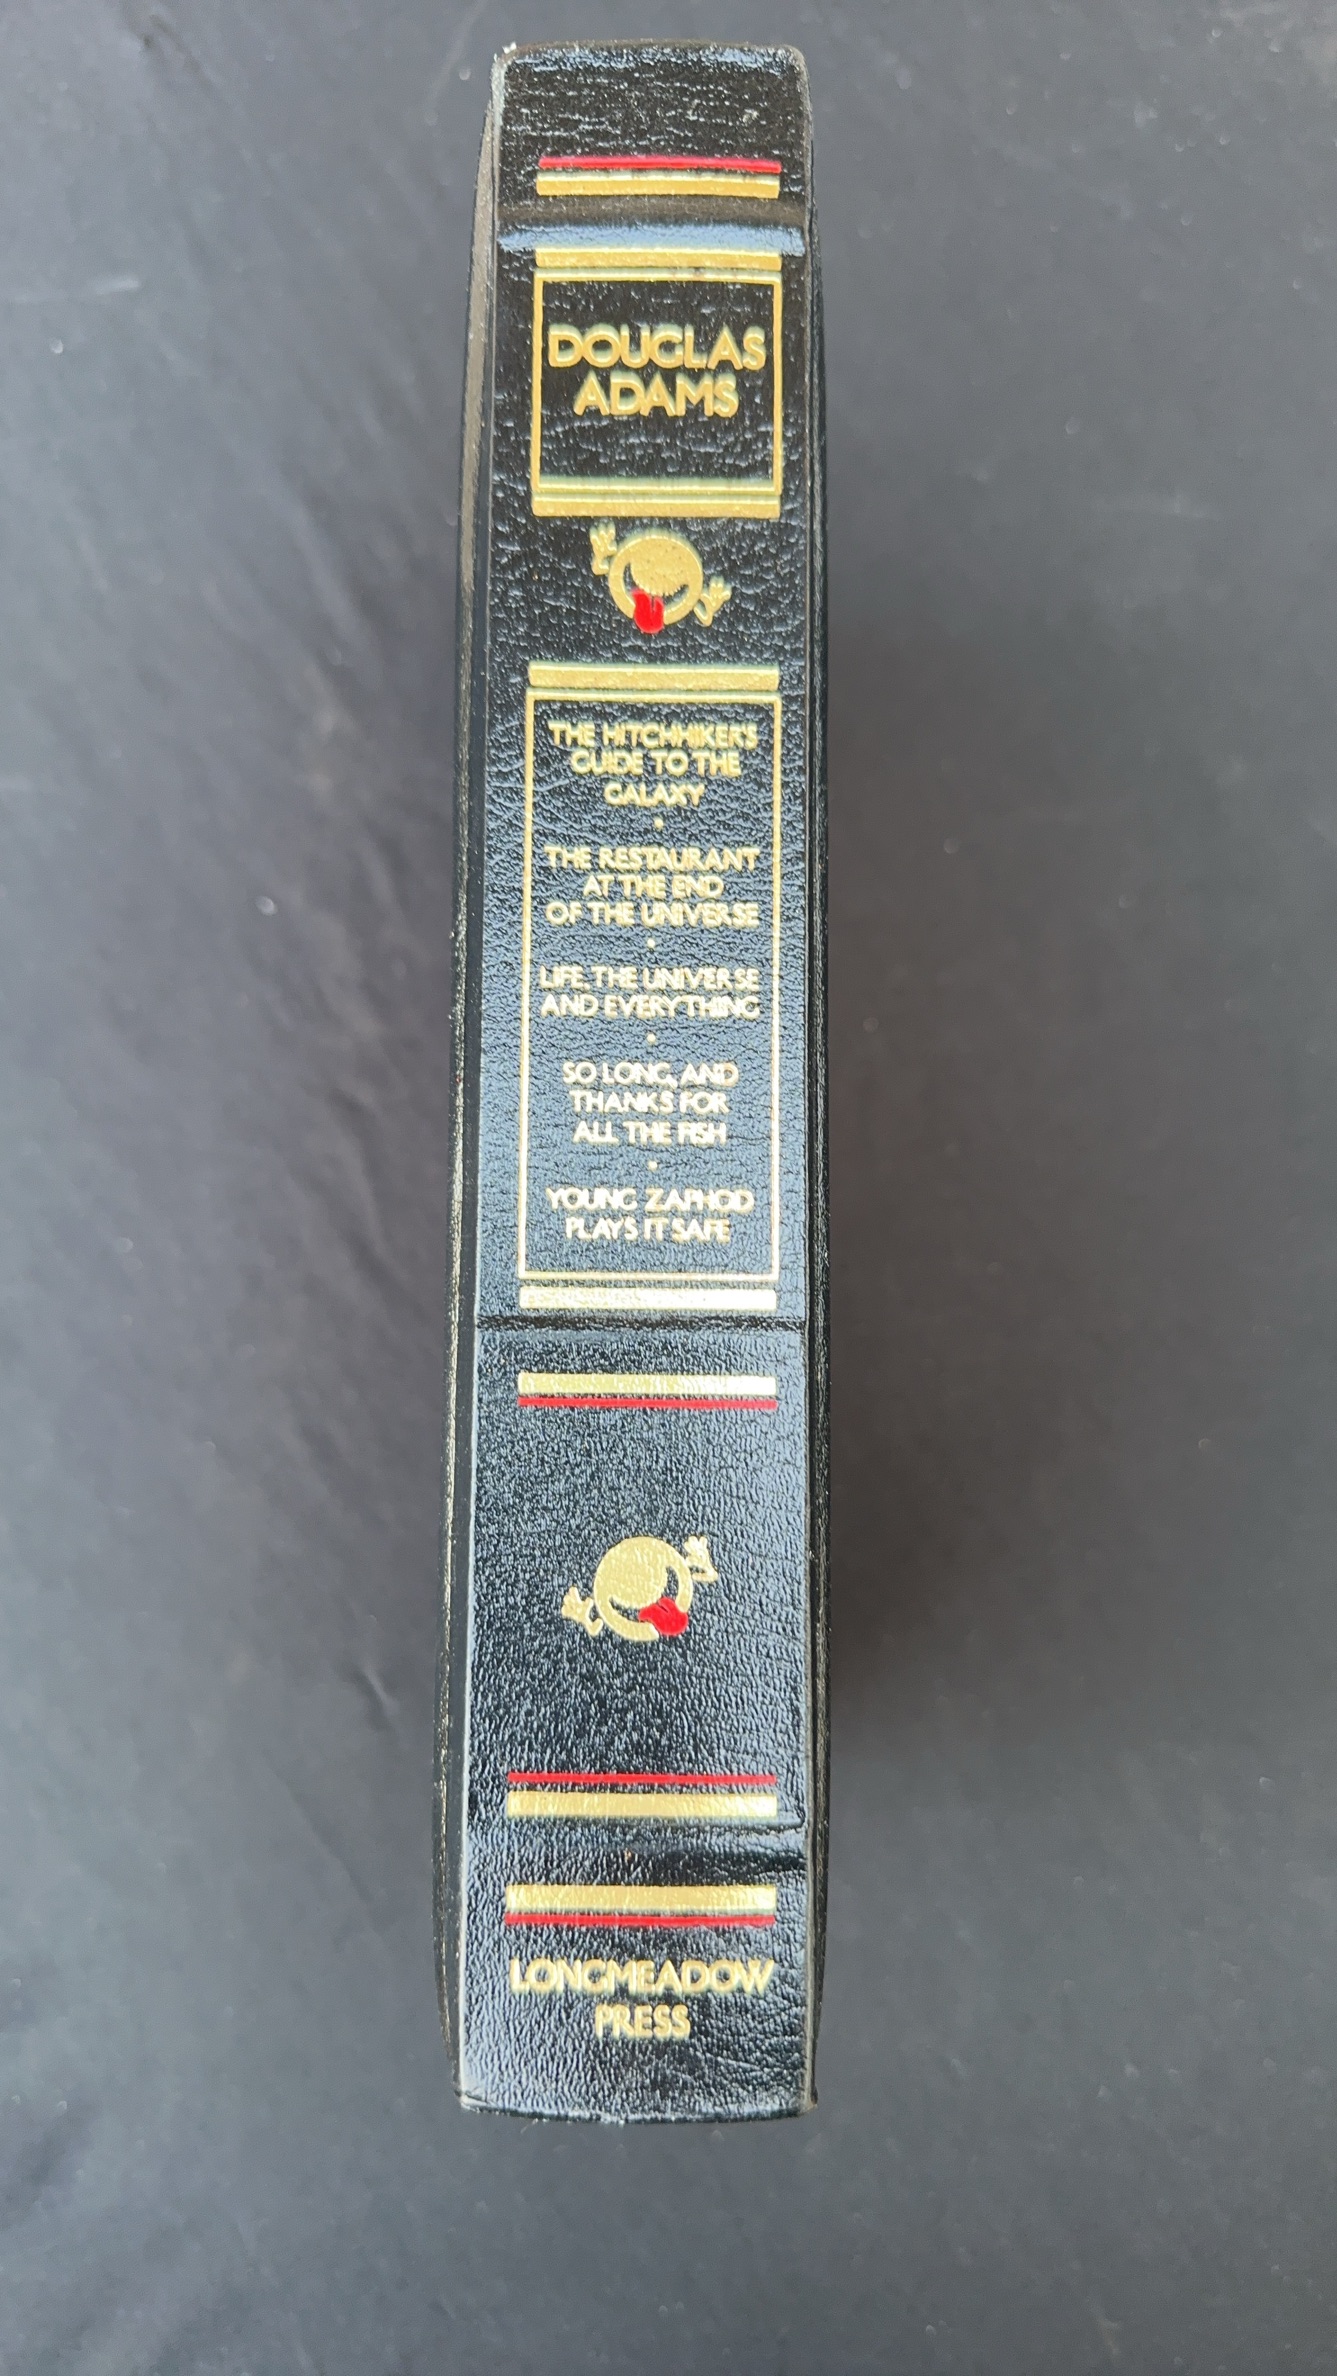 DOUGLAS
ADAMS
THE HITCHHIKER'S
GUIDE TO THE
GALAXY
•
THE RESTAURANT
AT THE END
OF THE UNIVERSE
•
LIFE, THE UNIVERSE
AND EVERYTHING
•
SO LONG, AND
THANKS FOR
ALL THE FISH
•
YOUNG ZAPHOD
PLAYS IT SAFE
LONGMEADOW
PRESS